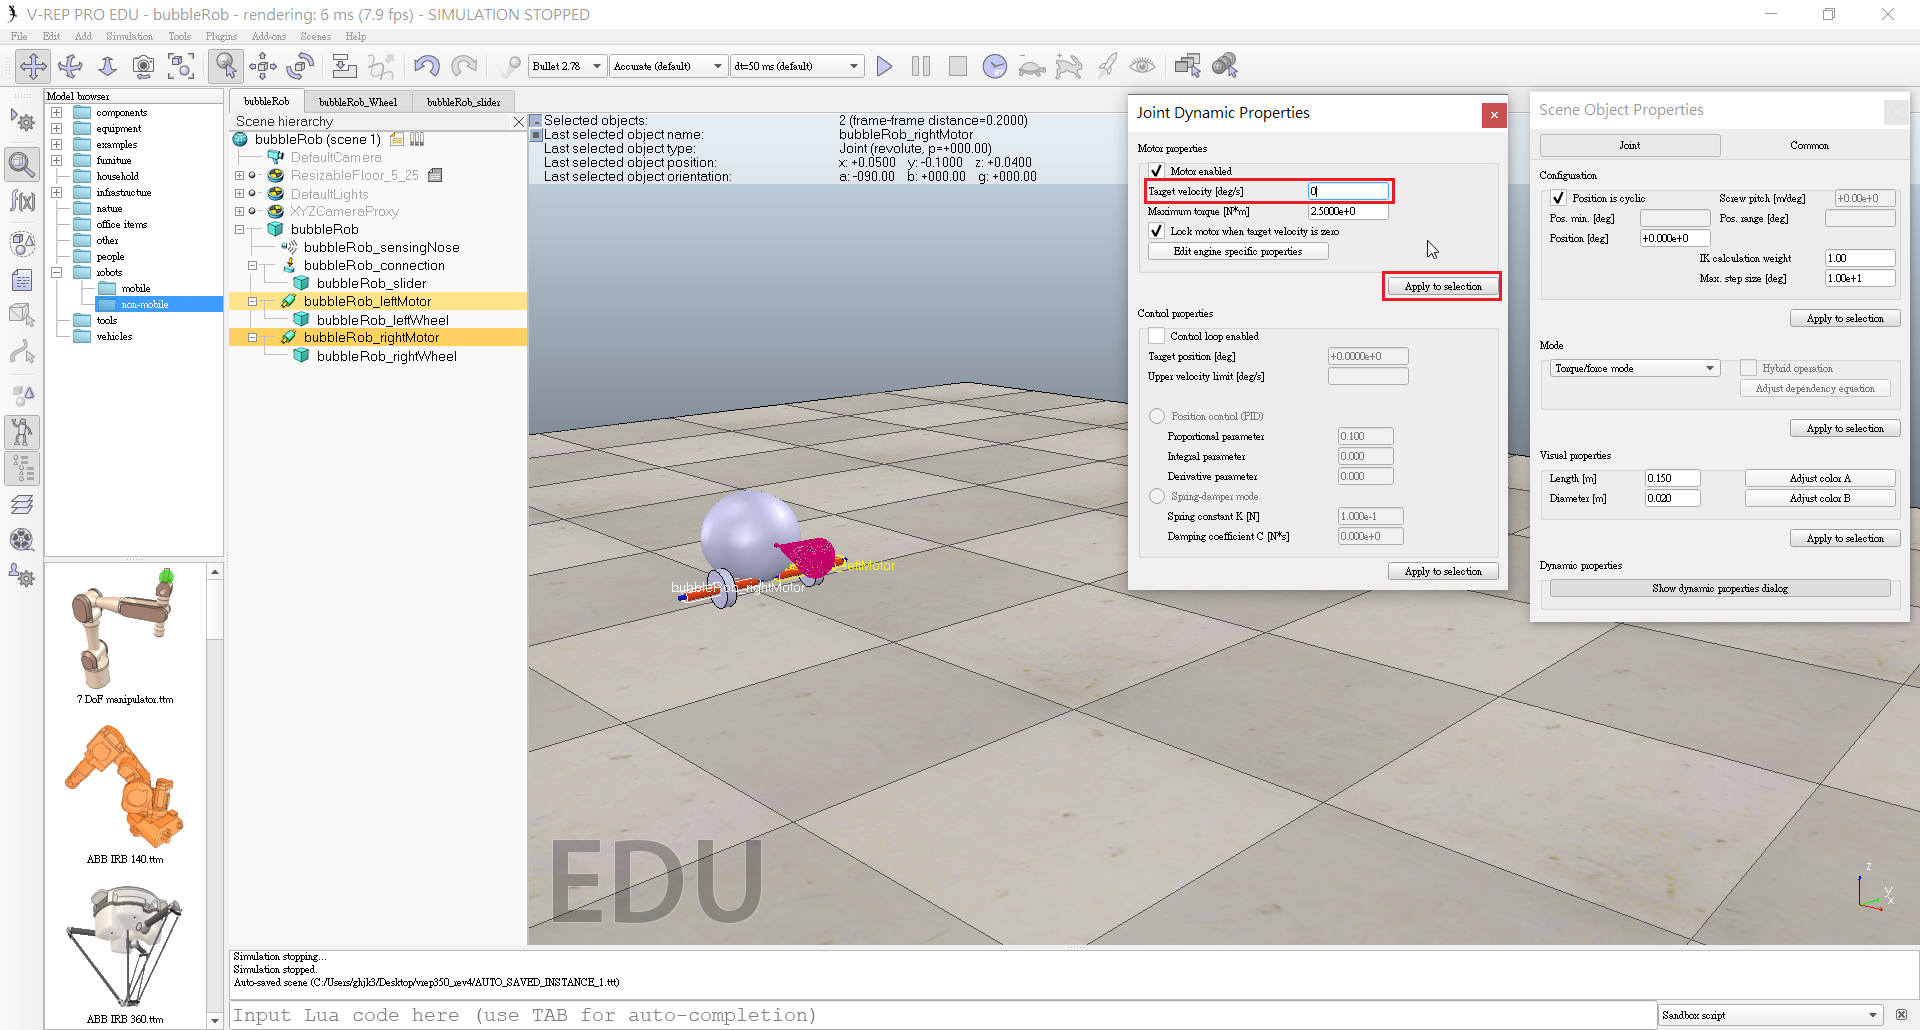 V-REP PRO EDU - bubbleRob - rendering: 6 ms (7.9 fps) - SIMULATION STOPPED
File Edit Add Simulation Tools Plugins Add-ons Scenes Help
Bullet 2.78 Accurate (default) dt=50 ms (default)
Model browser
components
equipment
examples
furniture
household
infrastructure
nature
office items
other
people
robots
mobile
non-mobile
tools
vehicles
7 DoF manipulator.ttm
ABB IRB 140.ttm
ABB IRB 360.ttm
bubbleRob bubbleRob_Wheel bubbleRob_slider
Scene hierarchy
bubbleRob (scene 1)
DefaultCamera
ResizableFloor_5_25
DefaultLights
XYZCameraProxy
bubbleRob
bubbleRob_sensingNose
bubbleRob_connection
bubbleRob_slider
bubbleRob_leftMotor
bubbleRob_leftWheel
bubbleRob_rightMotor
bubbleRob_rightWheel
Selected objects: 2 (frame-frame distance=0.2000)
Last selected object name: bubbleRob_rightMotor
Last selected object type: Joint (revolute, p=+000.00)
Last selected object position: x: +0.0500 y: -0.1000 z: +0.0400
Last selected object orientation: a: -090.00 b: +000.00 g: +000.00
leftMotor
bubbleRob_rightMotor
EDU
z
y
x
Joint Dynamic Properties
Motor properties
Motor enabled
Target velocity [deg/s] 0
Maximum torque [N*m] 2.5000e+0
Lock motor when target velocity is zero
Edit engine specific properties
Apply to selection
Control properties
Control loop enabled
Target position [deg] +0.0000e+0
Upper velocity limit [deg/s]
Position control (PID)
Proportional parameter 0.100
Integral parameter 0.000
Derivative parameter 0.000
Spring-damper mode
Spring constant K [N] 1.000e-1
Damping coefficient C [N*s] 0.000e+0
Apply to selection
Scene Object Properties
Joint Common
Configuration
Position is cyclic Screw pitch [m/deg] +0.00e+0
Pos. min. [deg] Pos. range [deg]
Position [deg] +0.000e+0
IK calculation weight 1.00
Max. step size [deg] 1.00e+1
Apply to selection
Mode
Torque/force mode Hybrid operation
Adjust dependency equation
Apply to selection
Visual properties
Length [m] 0.150 Adjust color A
Diameter [m] 0.020 Adjust color B
Apply to selection
Dynamic properties
Show dynamic properties dialog
Simulation stopping...
Simulation stopped.
Auto-saved scene (C:/Users/ghjk3/Desktop/vrep350_rev4/AUTO_SAVED_INSTANCE_1.ttt)
Input Lua code here (use TAB for auto-completion) Sandbox script